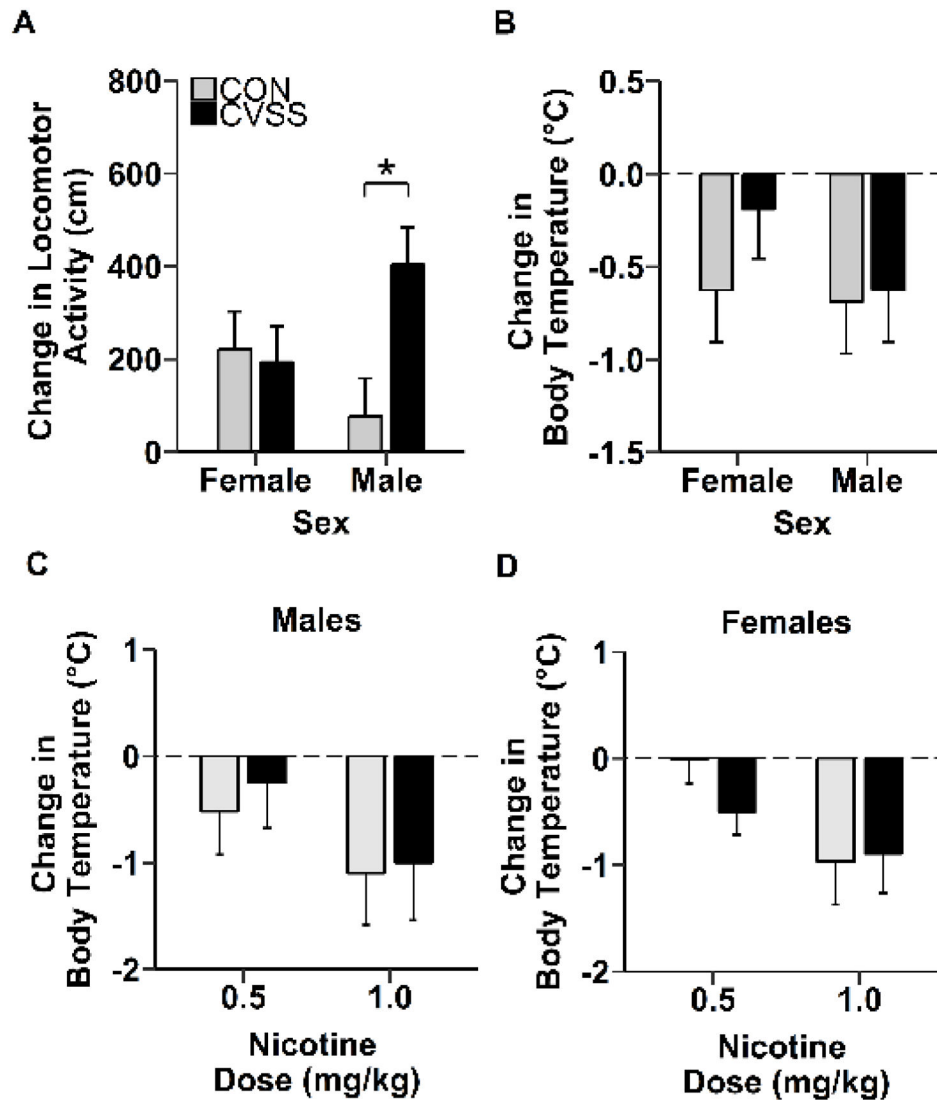 A
Change in Locomotor
Activity (cm)
800
600
400
200
0
CON
CVSS
*
Female Male
Sex
B
Change in
Body Temperature (°C)
0.5
0.0
-0.5
-1.0
-1.5
Female Male
Sex
C
Males
Change in
Body Temperature (°C)
1
0
-1
-2
0.5 1.0
Nicotine
Dose (mg/kg)
D
Females
Change in
Body Temperature (°C)
1
0
-1
-2
0.5 1.0
Nicotine
Dose (mg/kg)